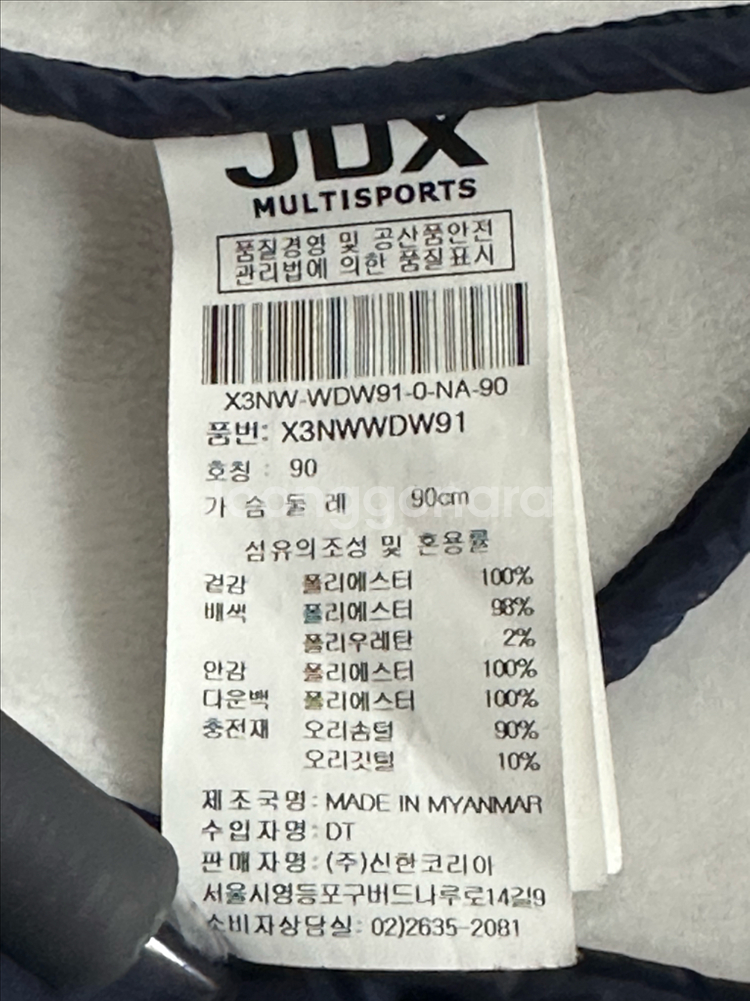 JDX
MULTISPORTS
품질경영 및 공산품안전
관리법에 의한 품질표시
X3NW-WDW91-0-NA-90
품번: X3NWWDW91
호칭 : 90
가 슴 둘 레 90cm
섬유의조성 및 혼용률
겉감 폴리에스터 100%
배색 폴리에스터 98%
폴리우레탄 2%
안감 폴리에스터 100%
다운백 폴리에스터 100%
충전재 오리솜털 90%
오리깃털 10%
제조국명: MADE IN MYANMAR
수입자명: DT
판매자명: (주)신한코리아
서울시영등포구버드나루로14길9
소비자상담실: 02)2635-2081